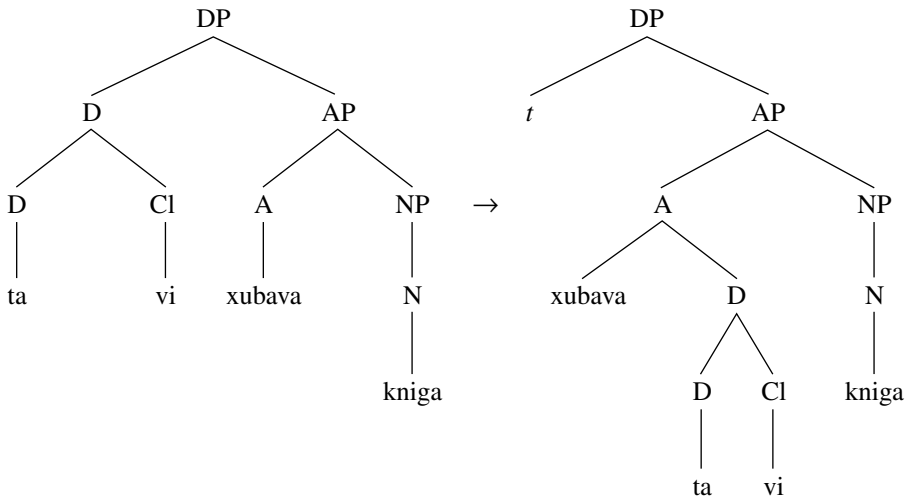 DP DP
D AP t AP
D Cl A NP → A NP
ta vi xubava N xubava D N
kniga D Cl kniga
ta vi